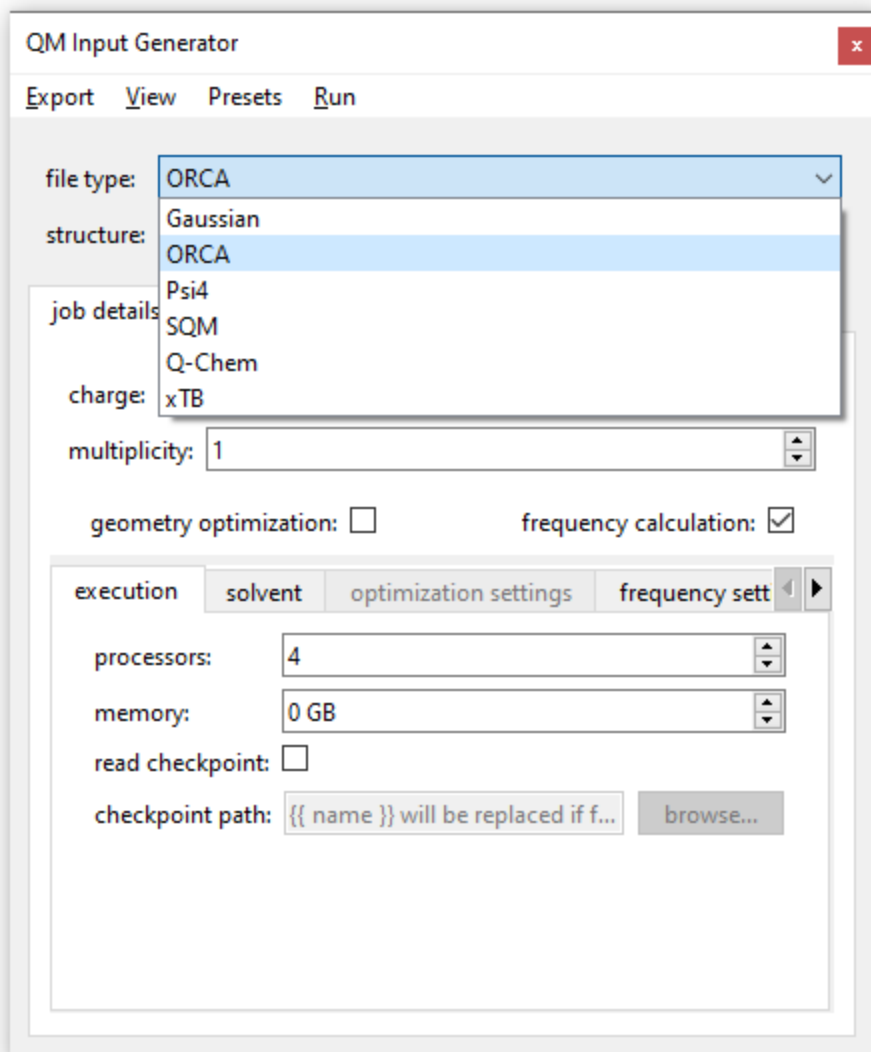 QM Input Generator
x
Export View Presets Run
file type: ORCA
Gaussian
structure:
ORCA
Psi4
job details
SQM
Q-Chem
charge:
xTB
multiplicity: 1
geometry optimization: frequency calculation:
execution solvent optimization settings frequency sett
processors: 4
memory: 0 GB
read checkpoint:
checkpoint path: {{ name }} will be replaced if f... browse...